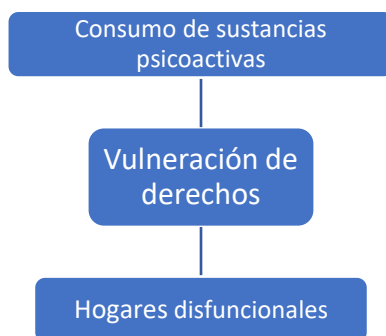 Consumo de sustancias
psicoactivas
Vulneración de
derechos
Hogares disfuncionales